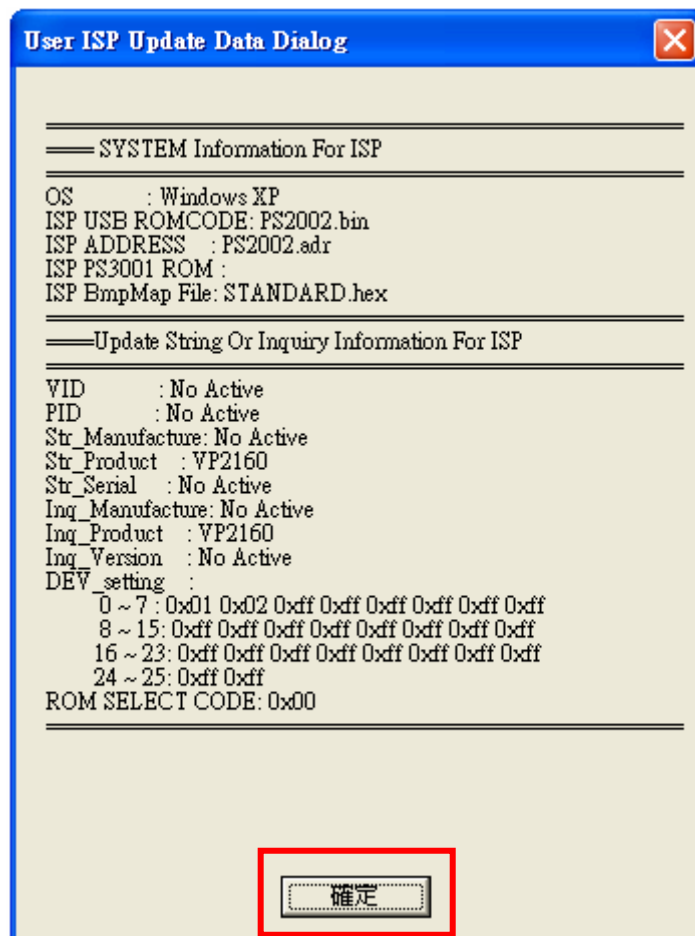 User ISP Update Data Dialog
==== SYSTEM Information For ISP
OS : Windows XP
ISP USB ROMCODE: PS2002.bin
ISP ADDRESS : PS2002.adr
ISP PS3001 ROM :
ISP BmpMap File: STANDARD.hex
====Update String Or Inquiry Information For ISP
VID : No Active
PID : No Active
Str_Manufacture: No Active
Str_Product : VP2160
Str_Serial : No Active
Inq_Manufacture: No Active
Inq_Product : VP2160
Inq_Version : No Active
DEV_setting :
0 ~ 7 : 0x01 0x02 0xff 0xff 0xff 0xff 0xff 0xff
8 ~ 15: 0xff 0xff 0xff 0xff 0xff 0xff 0xff 0xff
16 ~ 23: 0xff 0xff 0xff 0xff 0xff 0xff 0xff 0xff
24 ~ 25: 0xff 0xff
ROM SELECT CODE: 0x00
確定